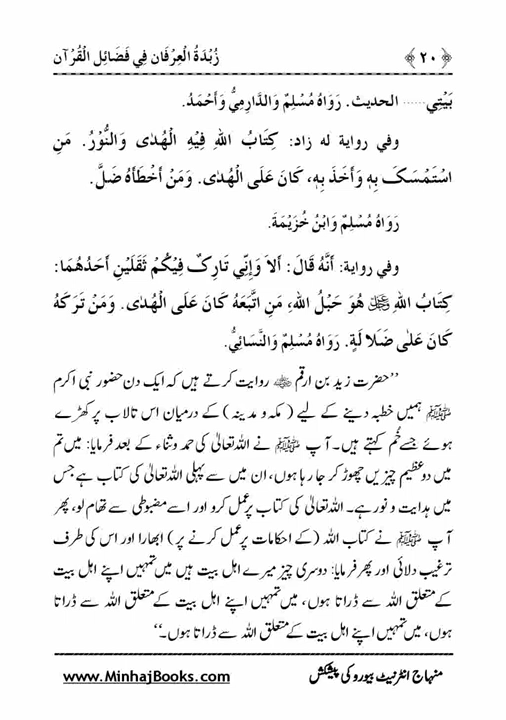 ﴿۲۰﴾ زُبْدَةُ الْعِرْفَان فِي فَضَائِلِ الْقُرْآن
بَيْتِي...... الحديث. رَوَاهُ مُسْلِمٌ وَالدَّارِمِيُّ وَأَحْمَدُ.
وفي رواية له زاد: كِتَابُ اللهِ فِيْهِ الْهُدٰى وَالنُّوْرُ. مَنِ
اسْتَمْسَکَ بِهٖ وَأَخَذَ بِهٖ، كَانَ عَلَى الْهُدٰى. وَمَنْ أَخْطَأَهُ ضَلَّ.
رَوَاهُ مُسْلِمٌ وَابْنُ خُزَيْمَةَ.
وفي رواية: أَنَّهُ قَالَ: أَلاَ وَإِنِّي تَارِکٌ فِيْكُمْ ثَقَلَيْنِ أَحَدُهُمَا:
كِتَابُ اللهِ ﷻ هُوَ حَبْلُ اللهِ، مَنِ اتَّبَعَهُ كَانَ عَلَى الْهُدٰى. وَمَنْ تَرَكَهُ
كَانَ عَلٰى ضَلَالَةٍ. رَوَاهُ مُسْلِمٌ وَالنَّسَائِيُّ.
’’حضرت زید بن ارقم ؓ روایت کرتے ہیں کہ ایک دن حضور نبی اکرم
ﷺ ہمیں خطبہ دینے کے لیے (مکہ و مدینہ) کے درمیان اس تالاب پر کھڑے
ہوئے جسے خُم کہتے ہیں۔ آپ ﷺ نے اللہ تعالیٰ کی حمد و ثناء کے بعد فرمایا: میں تم
میں دو عظیم چیزیں چھوڑ کر جا رہا ہوں، ان میں سے پہلی اللہ تعالیٰ کی کتاب ہے جس
میں ہدایت و نور ہے۔ اللہ تعالیٰ کی کتاب پر عمل کرو اور اسے مضبوطی سے تھام لو، پھر
آپ ﷺ نے کتاب اللہ (کے احکامات پر عمل کرنے پر) ابھارا اور اس کی طرف
ترغیب دلائی اور پھر فرمایا: دوسری چیز میرے اہل بیت ہیں میں تمہیں اپنے اہل بیت
کے متعلق اللہ سے ڈراتا ہوں، میں تمہیں اپنے اہل بیت کے متعلق اللہ سے ڈراتا
ہوں، میں تمہیں اپنے اہل بیت کے متعلق اللہ سے ڈراتا ہوں۔‘‘
منہاج انٹرنیٹ بیورو کی پیشکش www.MinhajBooks.com